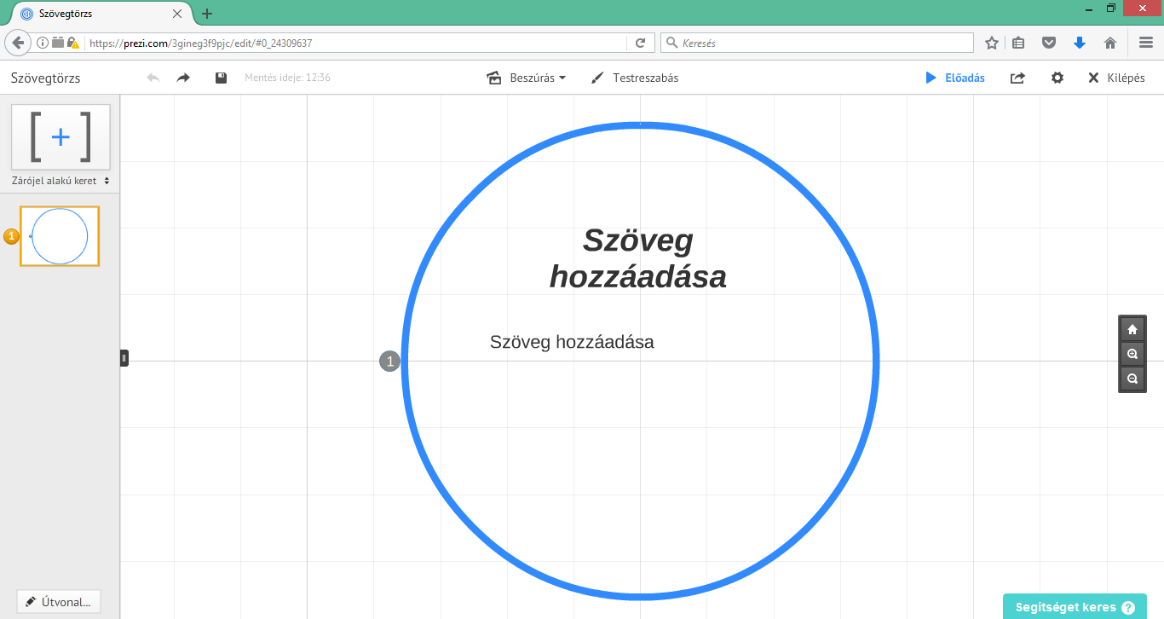 Szövegtörzs
https://prezi.com/3gineg3f9pjc/edit/#0_24309637
Keresés
Szövegtörzs
Mentés ideje: 12:36
Beszúrás
Testreszabás
Előadás
Kilépés
[+]
Zárójel alakú keret
1
Szöveg
hozzáadása
Szöveg hozzáadása
1
Útvonal...
Segítséget keres ?